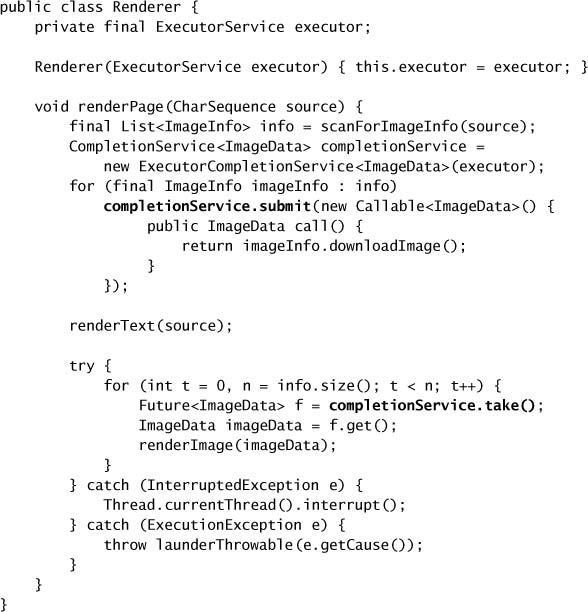 public class Renderer {
    private final ExecutorService executor;

    Renderer(ExecutorService executor) { this.executor = executor; }

    void renderPage(CharSequence source) {
        final List<ImageInfo> info = scanForImageInfo(source);
        CompletionService<ImageData> completionService =
            new ExecutorCompletionService<ImageData>(executor);
        for (final ImageInfo imageInfo : info)
            completionService.submit(new Callable<ImageData>() {
                 public ImageData call() {
                     return imageInfo.downloadImage();
                 }
            });

        renderText(source);

        try {
            for (int t = 0, n = info.size(); t < n; t++) {
                Future<ImageData> f = completionService.take();
                ImageData imageData = f.get();
                renderImage(imageData);
            }
        } catch (InterruptedException e) {
            Thread.currentThread().interrupt();
        } catch (ExecutionException e) {
            throw launderThrowable(e.getCause());
        }
    }
}